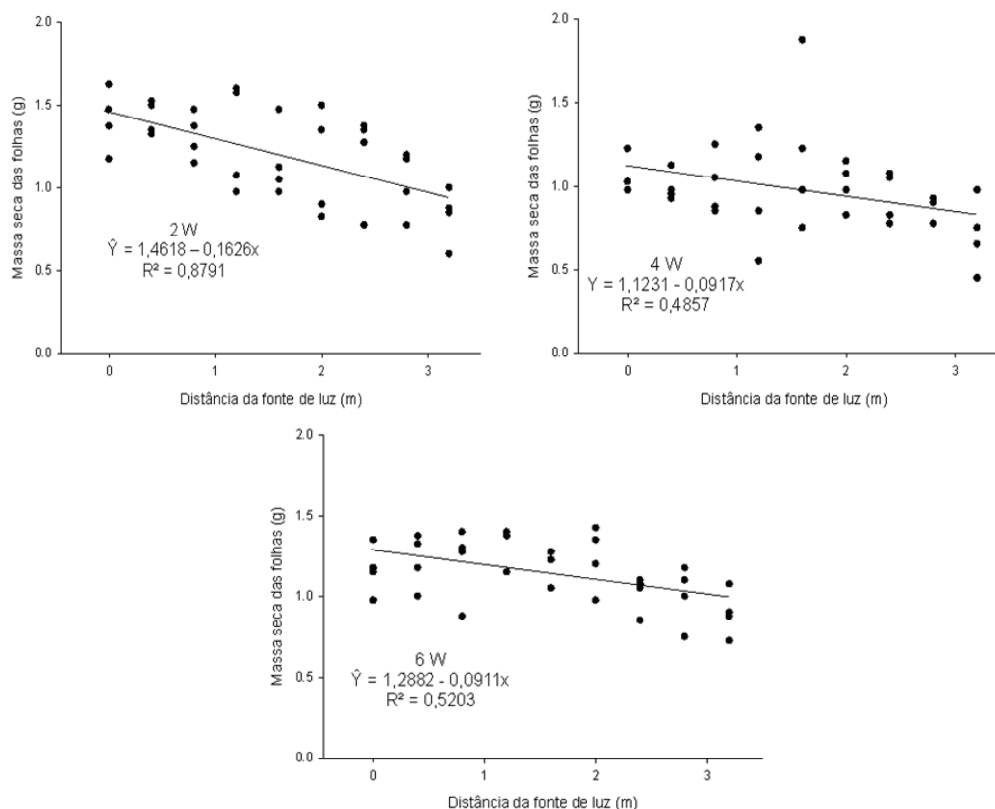 2.0
1.5
1.0
0.5
0.0
Massa seca das folhas (g)
2 W
Ŷ = 1,4618 – 0,1626x
R² = 0,8791
0 1 2 3
Distância da fonte de luz (m)
2.0
1.5
1.0
0.5
0.0
Massa seca das folhas (g)
4 W
Y = 1,1231 - 0,0917x
R² = 0,4857
0 1 2 3
Distância da fonte de luz (m)
2.0
1.5
1.0
0.5
0.0
Massa seca das folhas (g)
6 W
Ŷ = 1,2882 - 0,0911x
R² = 0,5203
0 1 2 3
Distância da fonte de luz (m)